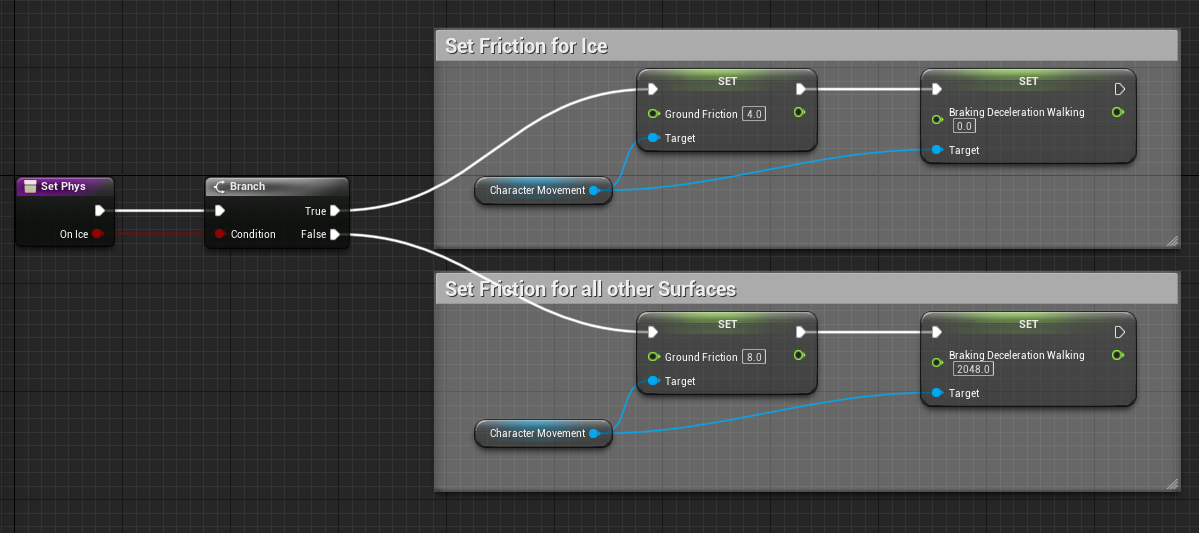 Set Friction for Ice
SET
Ground Friction 4.0
Target
SET
Braking Deceleration Walking
0.0
Target
Character Movement
Set Phys
On Ice
Branch
True
Condition False
Set Friction for all other Surfaces
SET
Ground Friction 8.0
Target
SET
Braking Deceleration Walking
2048.0
Target
Character Movement